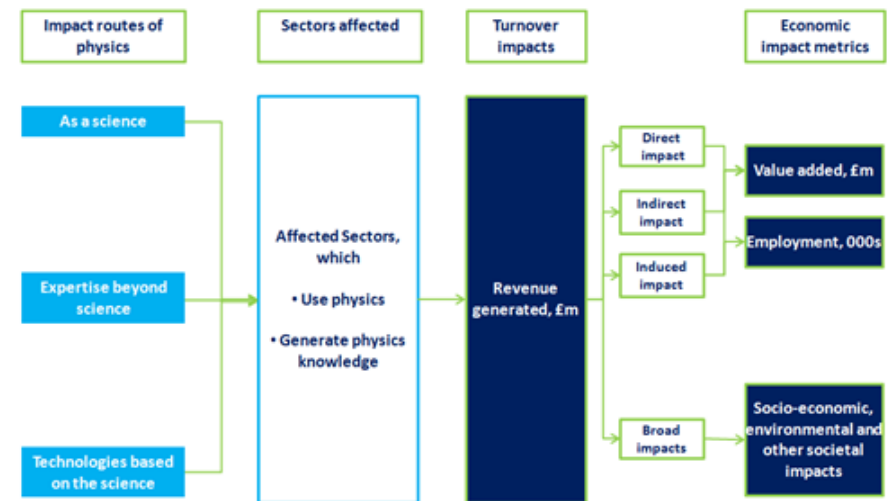 Impact routes of
physics
Sectors affected
Turnover
impacts
Economic
impact metrics
As a science
Expertise beyond
science
Technologies based
on the science
Affected Sectors,
which
• Use physics
• Generate physics
knowledge
Revenue
generated, £m
Direct
impact
Indirect
impact
Induced
impact
Broad
impacts
Value added, £m
Employment, 000s
Socio-economic,
environmental and
other societal
impacts